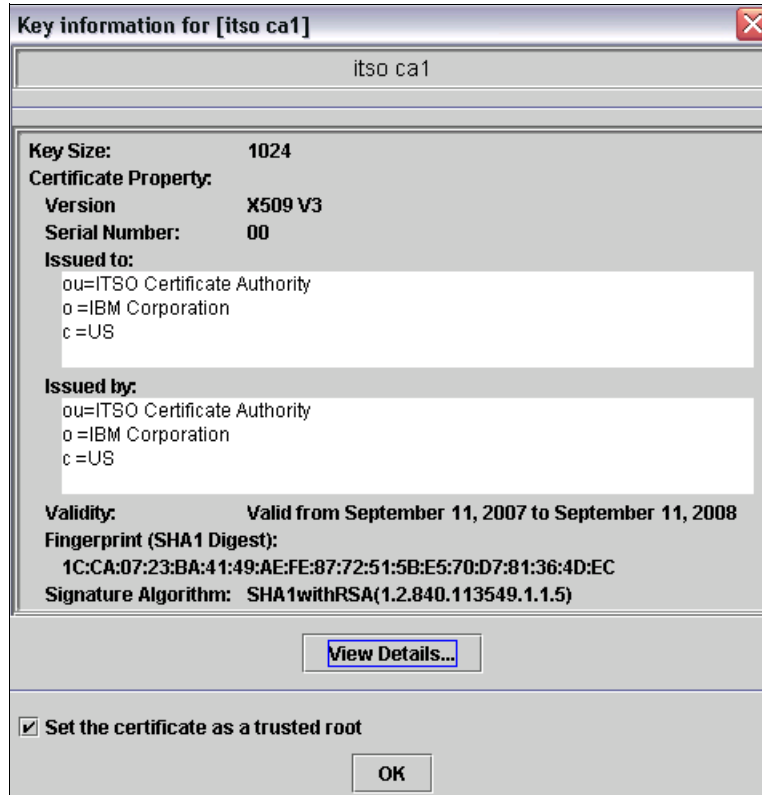 Key information for [itso ca1]
itso ca1
Key Size: 1024
Certificate Property:
Version X509 V3
Serial Number: 00
Issued to:
ou=ITSO Certificate Authority
o =IBM Corporation
c =US
Issued by:
ou=ITSO Certificate Authority
o =IBM Corporation
c =US
Validity: Valid from September 11, 2007 to September 11, 2008
Fingerprint (SHA1 Digest):
1C:CA:07:23:BA:41:49:AE:FE:87:72:51:5B:E5:70:D7:81:36:4D:EC
Signature Algorithm: SHA1withRSA(1.2.840.113549.1.1.5)
View Details...
Set the certificate as a trusted root
OK